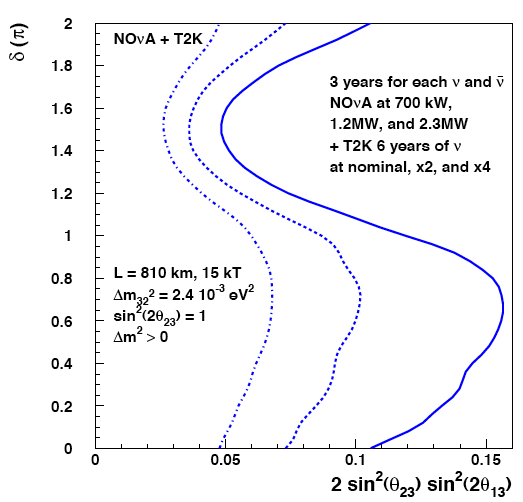 2
δ (π)
NOνA + T2K
1.8
3 years for each ν and ν̄
NOνA at 700 kW,
1.6
1.2MW, and 2.3MW
+ T2K 6 years of ν
1.4
at nominal, x2, and x4
1.2
1
L = 810 km, 15 kT
0.8
Δm₃₂² = 2.4 10⁻³ eV²
sin²(2θ₂₃) = 1
0.6
Δm² > 0
0.4
0.2
0
0 0.05 0.1 0.15
2 sin²(θ₂₃) sin²(2θ₁₃)